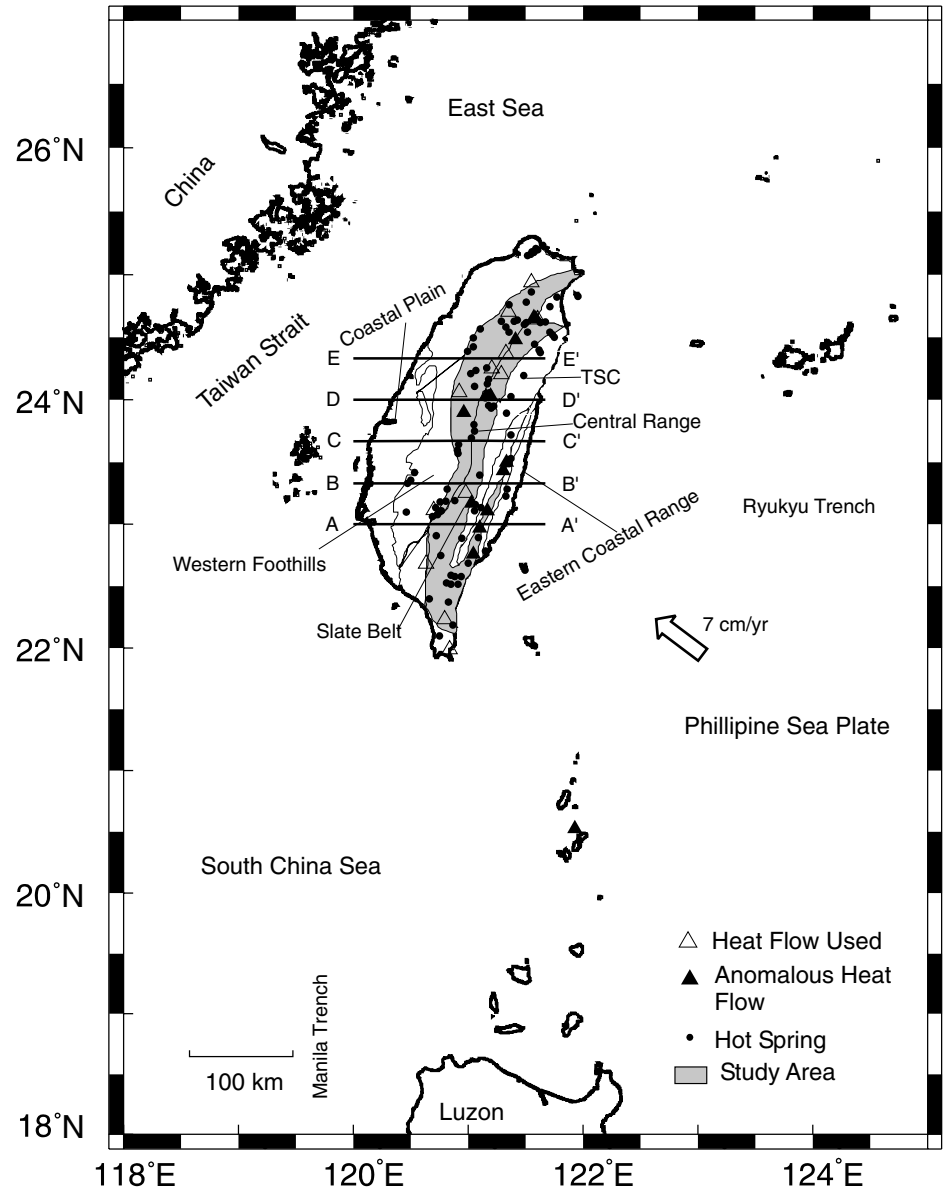 East Sea
26°N
China
Coastal Plain
Taiwan Strait
E
E'
TSC
24°N
D
D'
Central Range
C
C'
B
B'
Ryukyu Trench
A
A'
Eastern Coastal Range
Western Foothills
Slate Belt
7 cm/yr
22°N
Phillipine Sea Plate
South China Sea
20°N
Heat Flow Used
Anomalous Heat
Flow
Manila Trench
Hot Spring
100 km
Study Area
Luzon
18°N
118°E
120°E
122°E
124°E